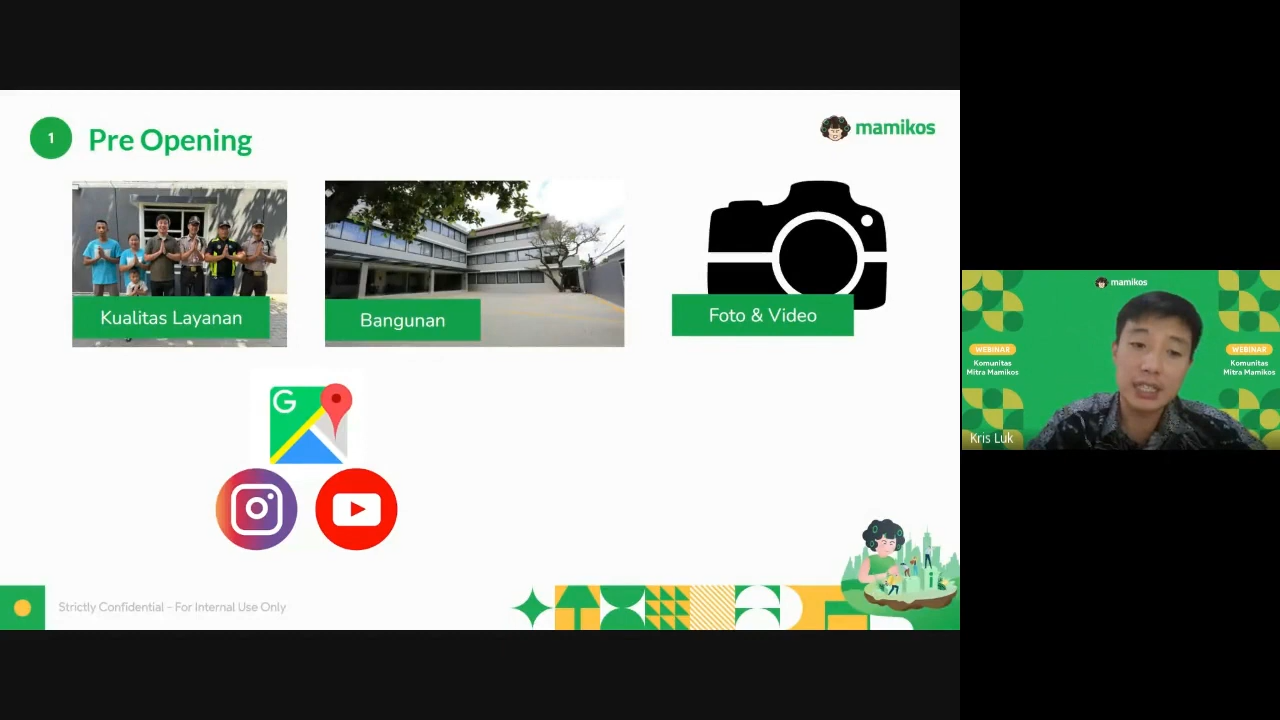 1
Pre Opening
mamikos
Kualitas Layanan
Bangunan
Foto & Video
G
Strictly Confidential - For Internal Use Only
mamikos
WEBINAR
Komunitas
Mitra Mamikos
WEBINAR
Komunitas
Mitra Mamikos
Kris Luk